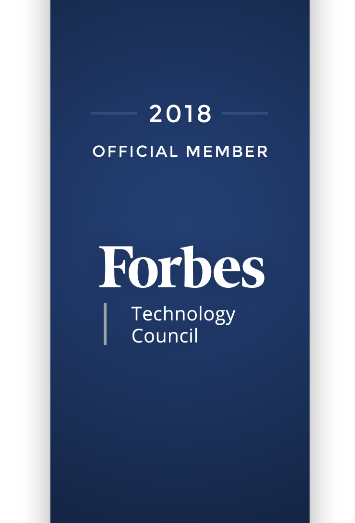 2018
OFFICIAL MEMBER
Forbes
Technology
Council